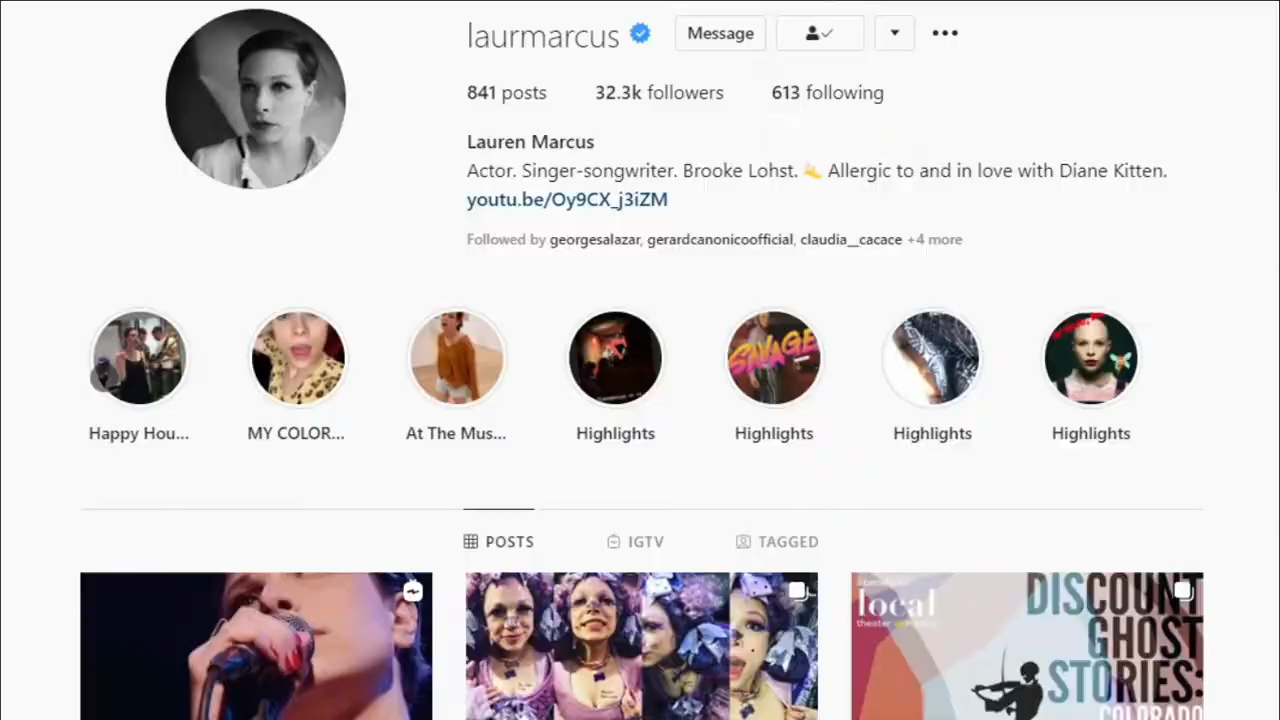 laurmarcus Message
841 posts 32.3k followers 613 following
Lauren Marcus
Actor. Singer-songwriter. Brooke Lohst. Allergic to and in love with Diane Kitten.
youtu.be/Oy9CX_j3iZM
Followed by georgesalazar, gerardcanonicoofficial, claudia__cacace +4 more
SAVAGE
Happy Hou... MY COLOR... At The Mus... Highlights Highlights Highlights Highlights
POSTS IGTV TAGGED
local
theater
DISCOUNT
GHOST
STORIES:
COLORADO